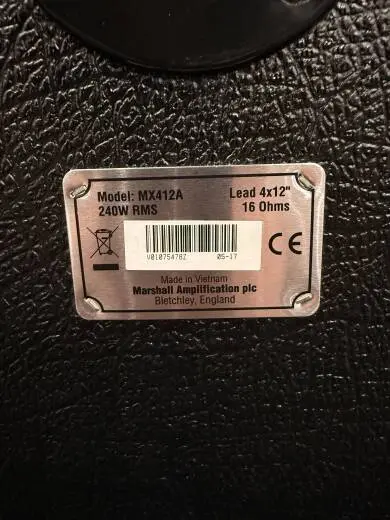 Model: MX412A
240W RMS
Lead 4x12"
16 Ohms
V01075478Z 05-17
CE
Made in Vietnam
Marshall Amplification plc
Bletchley, England